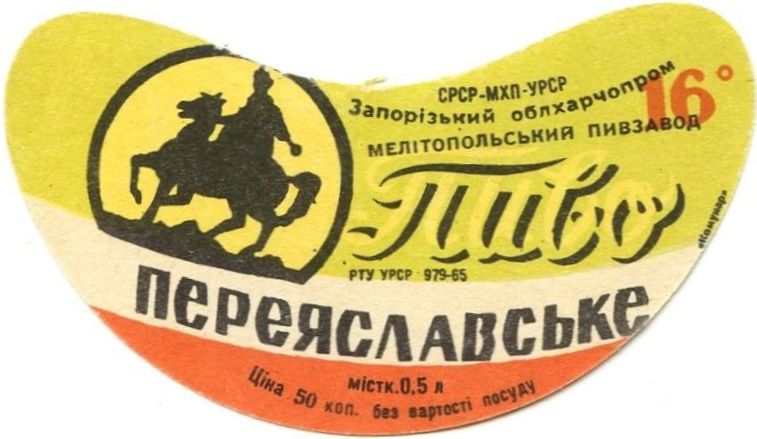 СРСР-МХП-УРСР
Запорізький облхарчопром
16°
МЕЛІТОПОЛЬСЬКИЙ ПИВЗАВОД
Пиво
«Комунар»
РТУ УРСР 979-65
ПЕРЕЯСЛАВСЬКЕ
містк. 0,5 л
Ціна 50 коп. без вартості посуду